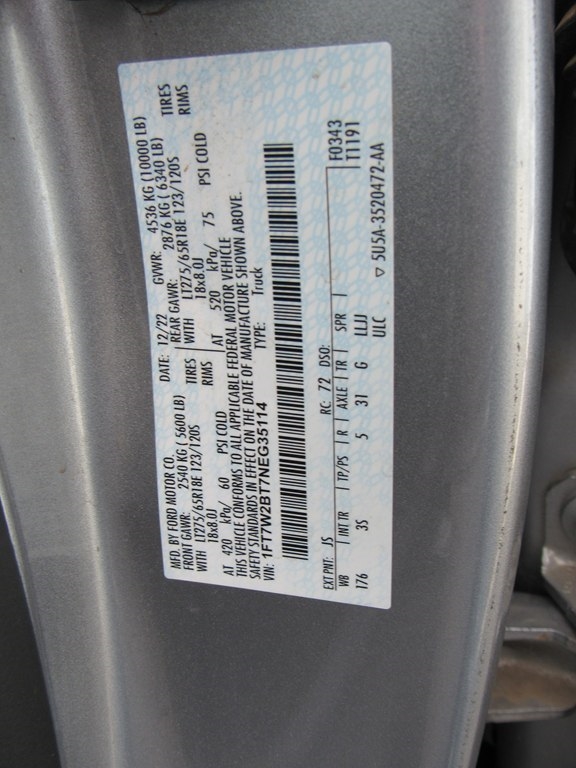 MFD. BY FORD MOTOR CO.
DATE: 12/22 GVWR: 4536 KG (10000 LB)
FRONT GAWR: 2540 KG ( 5600 LB) REAR GAWR: 2876 KG ( 6340 LB)
WITH LT275/65R18E 123/120S TIRES WITH LT275/65R18E 123/120S TIRES
18x8.0J RIMS 18x8.0J RIMS
AT 420 kPa/ 60 PSI COLD AT 520 kPa/ 75 PSI COLD
THIS VEHICLE CONFORMS TO ALL APPLICABLE FEDERAL MOTOR VEHICLE
SAFETY STANDARDS IN EFFECT ON THE DATE OF MANUFACTURE SHOWN ABOVE.
VIN: 1FT7W2BT7NEG35114 TYPE: Truck
F0343
EXT PNT: JS RC: 72 DSO: T1191
WB INT TR TP/PS R AXLE TR SPR
176 3S 5 31 G LLJJ
ULC ▽ 5U5A-3520472-AA